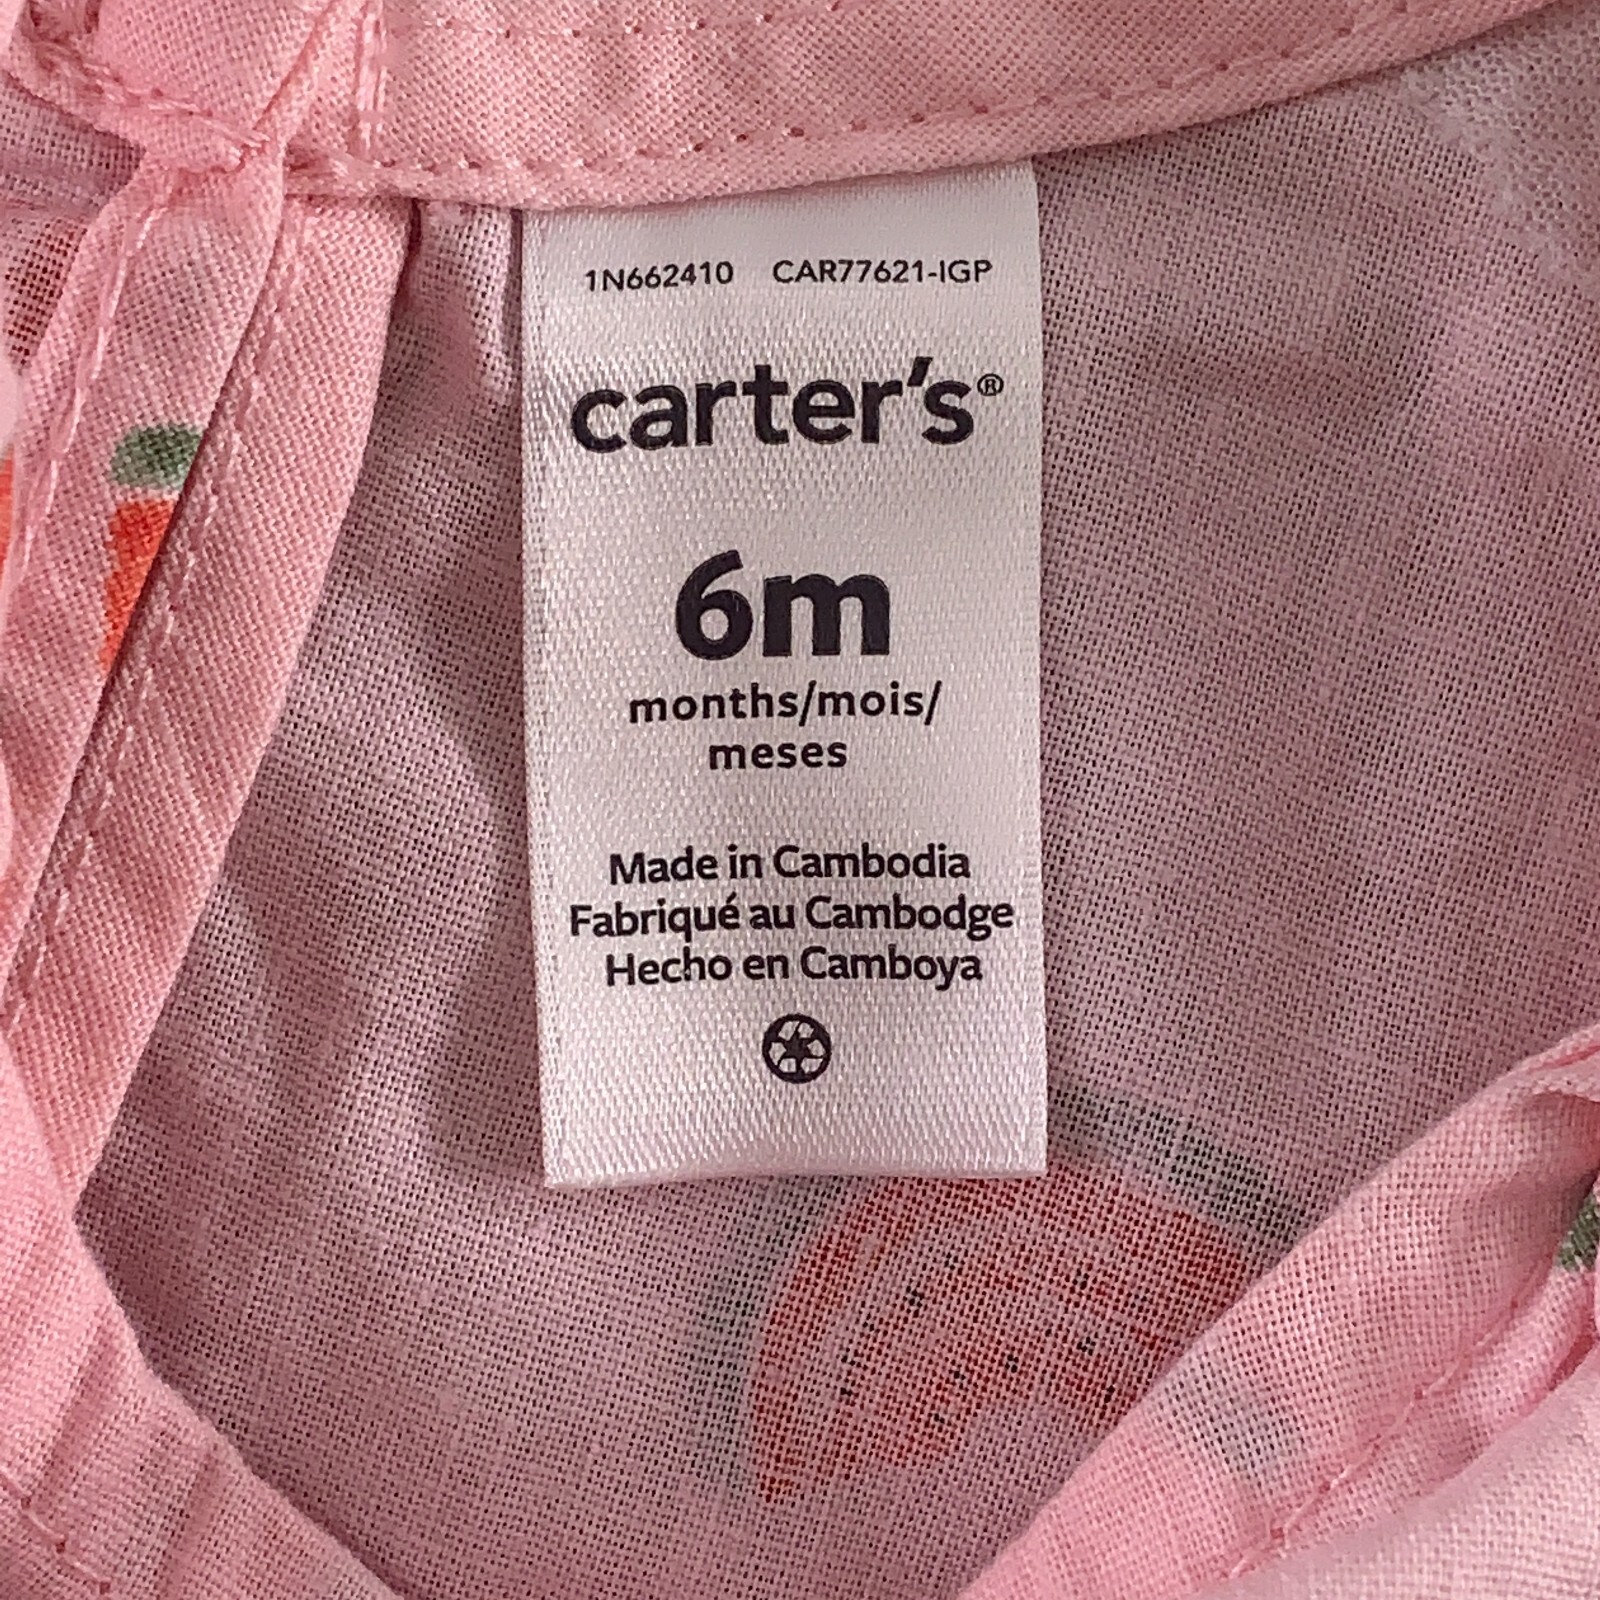 1N662410 CAR77621-IGP
carter's®
6m
months/mois/
meses
Made in Cambodia
Fabriqué au Cambodge
Hecho en Camboya